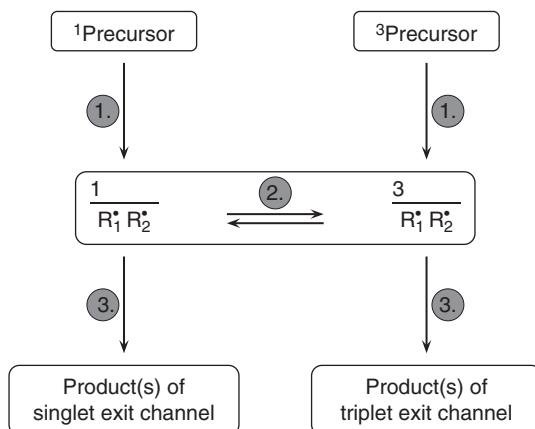 ¹Precursor ³Precursor
1. 1.
1 2. 3
R₁• R₂• R₁• R₂•
3. 3.
Product(s) of Product(s) of
singlet exit channel triplet exit channel